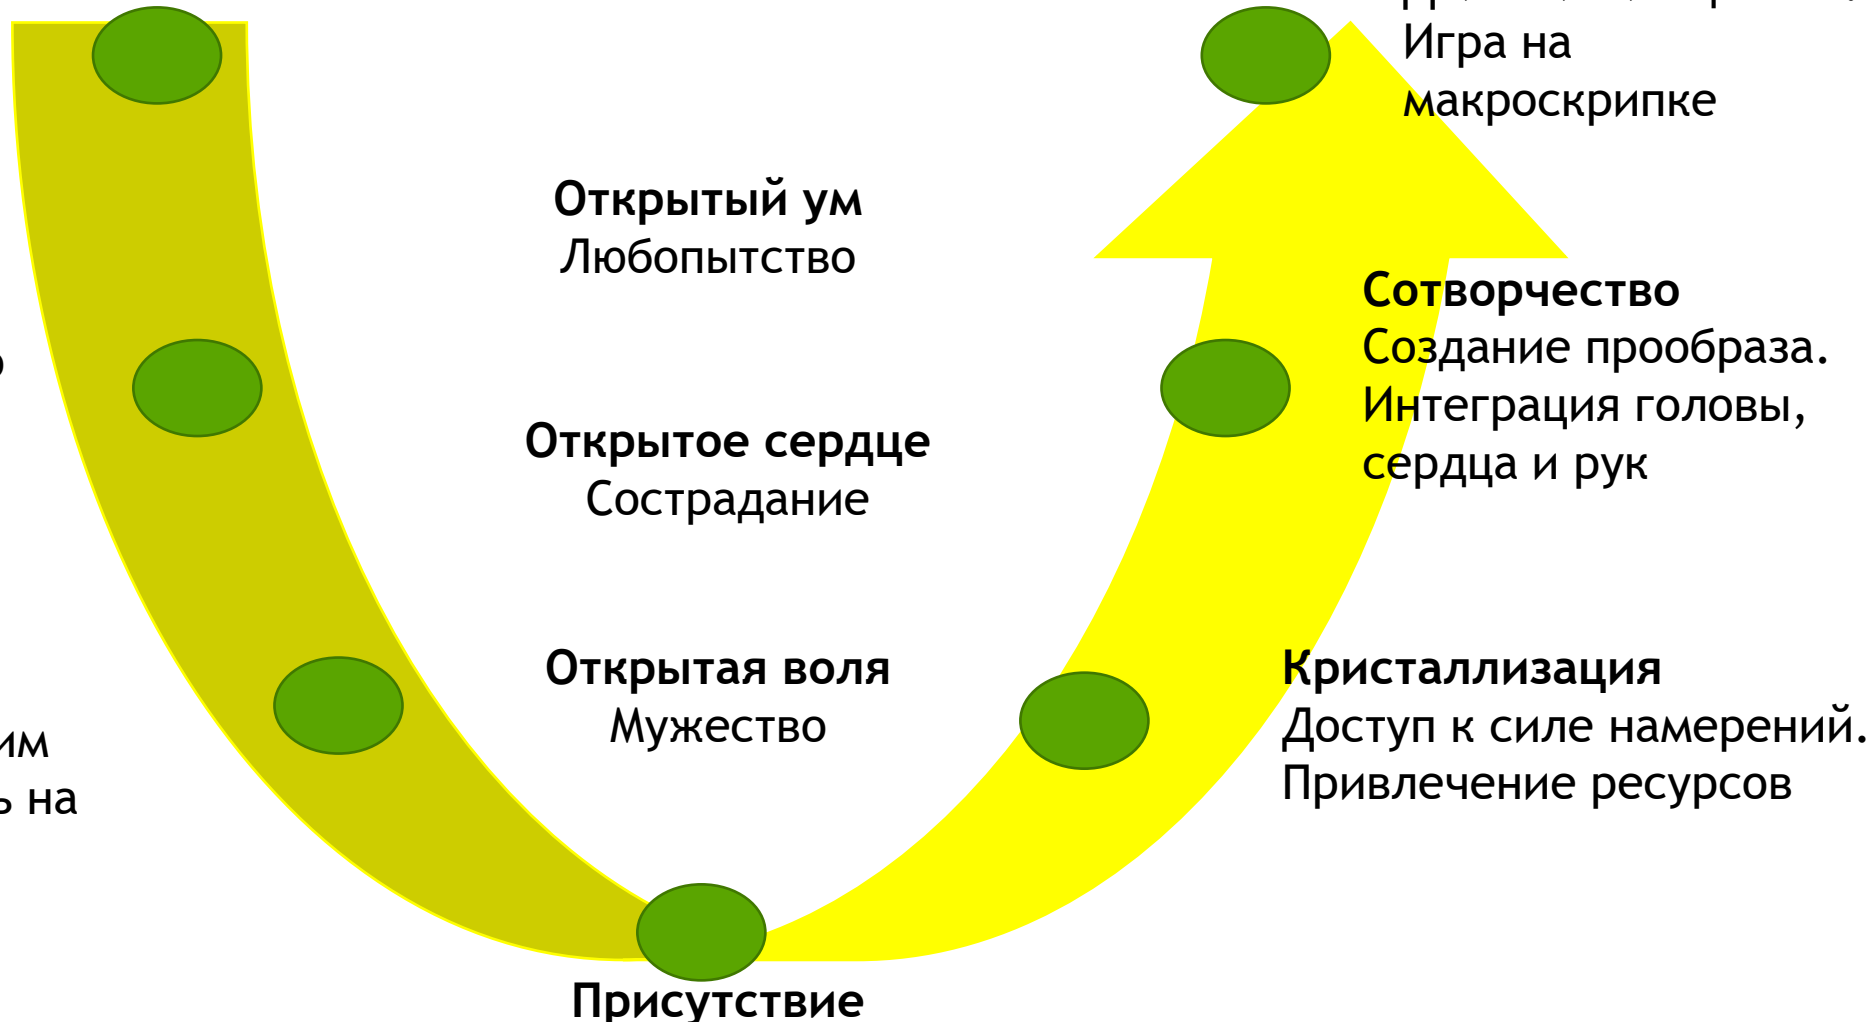 Игра на
макроскрипке
Открытый ум
Любопытство
Сотворчество
Создание прообраза.
Интеграция головы,
сердца и рук
Открытое сердце
Сострадание
Открытая воля
Мужество
Кристаллизация
Доступ к силе намерений.
Привлечение ресурсов
на
Присутствие